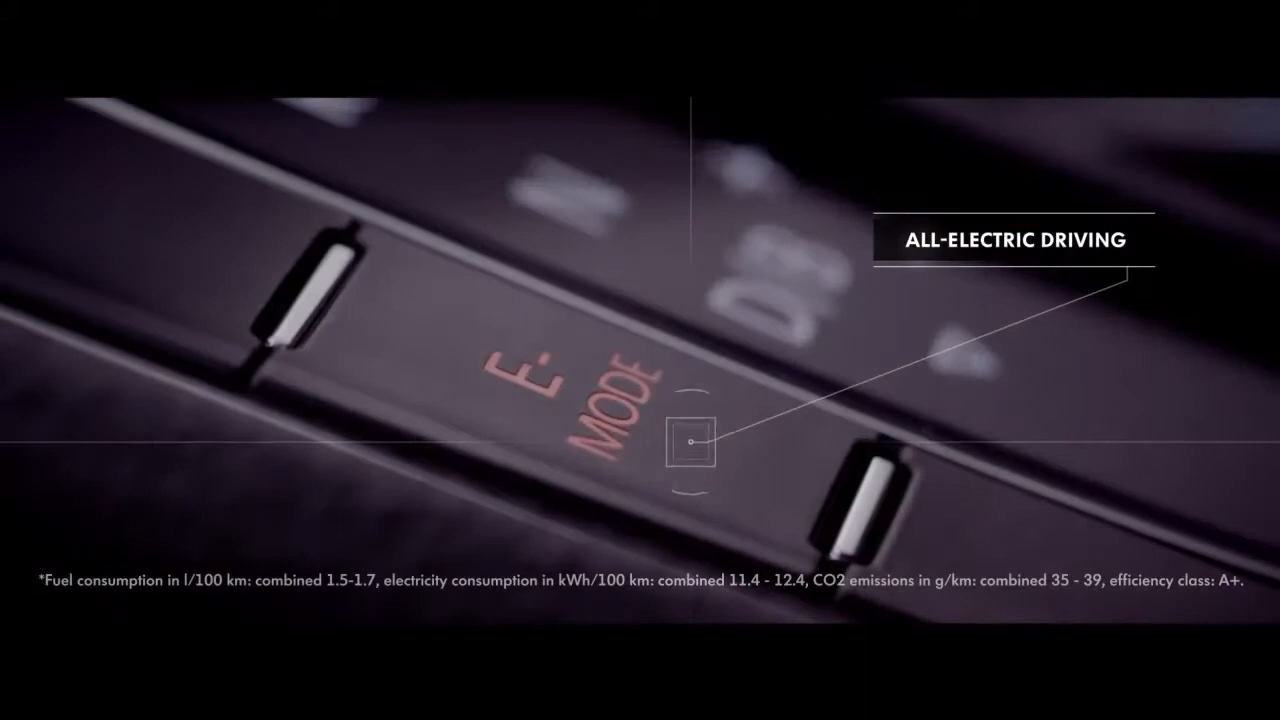 N
ALL-ELECTRIC DRIVING
E-
MODE
*Fuel consumption in l/100 km: combined 1.5-1.7, electricity consumption in kWh/100 km: combined 11.4 - 12.4, CO2 emissions in g/km: combined 35 - 39, efficiency class: A+.